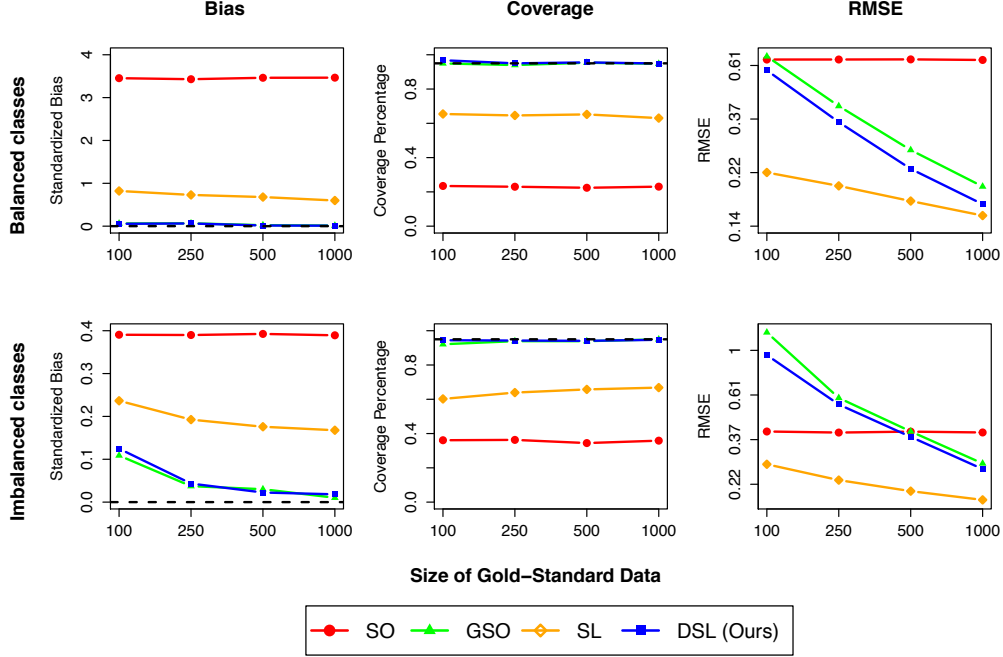 Bias
Coverage
RMSE
Balanced classes
Standardized Bias
0 1 2 3 4
100 250 500 1000
Coverage Percentage
0.0 0.4 0.8
100 250 500 1000
RMSE
0.14 0.22 0.37 0.61
100 250 500 1000
Imbalanced classes
Standardized Bias
0.0 0.1 0.2 0.3 0.4
100 250 500 1000
Coverage Percentage
0.0 0.4 0.8
100 250 500 1000
RMSE
0.22 0.37 0.61 1
100 250 500 1000
Size of Gold−Standard Data
SO GSO SL DSL (Ours)